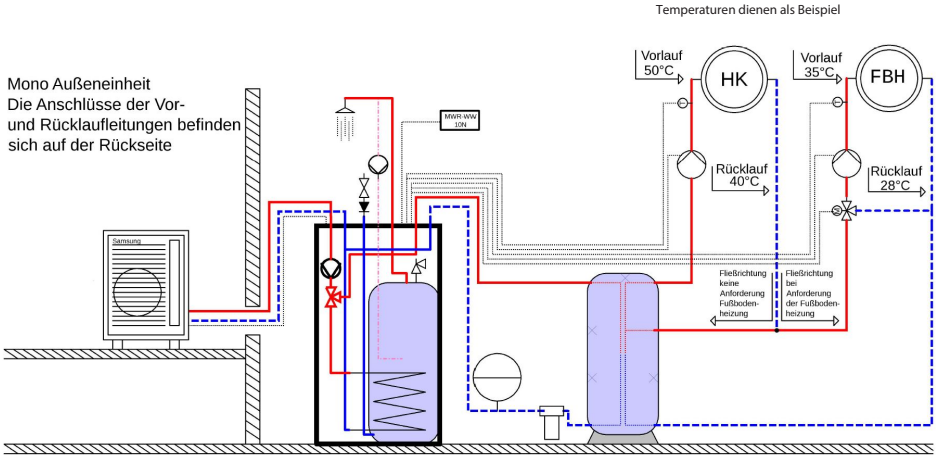 Temperaturen dienen als Beispiel
Mono Außeneinheit
Die Anschlüsse der Vor-
und Rücklaufleitungen befinden
sich auf der Rückseite
Samsung
MWR-WW
10N
Vorlauf
50°C
HK
Vorlauf
35°C
FBH
Rücklauf
40°C
Rücklauf
28°C
M
Fließrichtung
keine
Anforderung
Fußboden-
heizung
Fließrichtung
bei
Anforderung
der Fußboden-
heizung